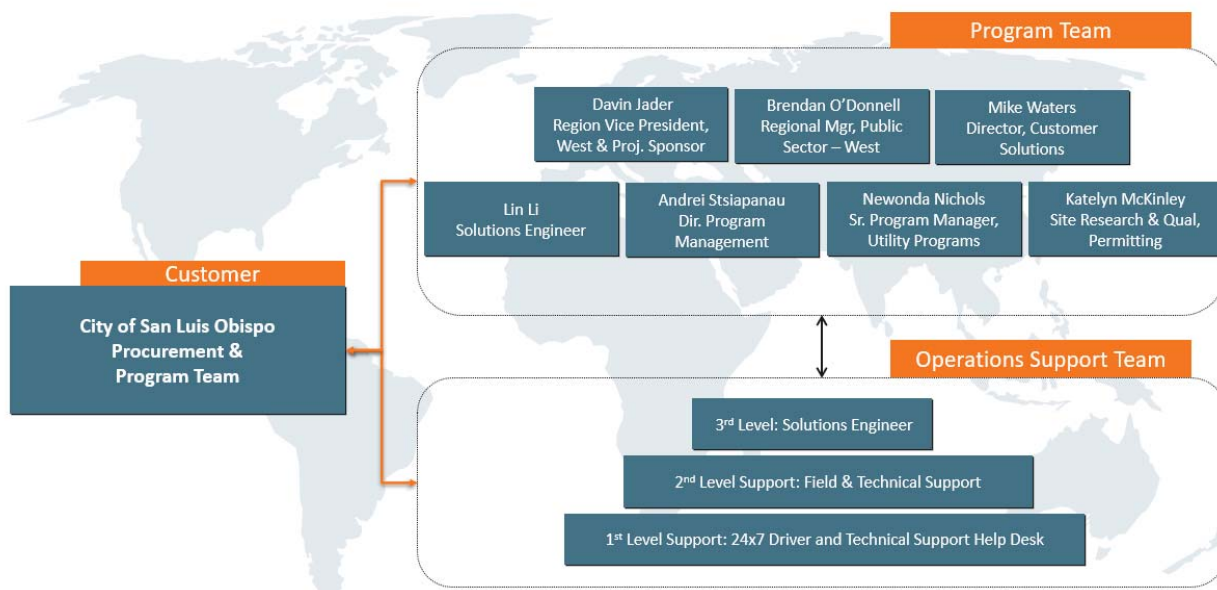 Program Team
Davin Jader
Region Vice President,
West & Proj. Sponsor
Brendan O’Donnell
Regional Mgr, Public
Sector – West
Mike Waters
Director, Customer
Solutions
Lin Li
Solutions Engineer
Andrei Stsiapanau
Dir. Program
Management
Newonda Nichols
Sr. Program Manager,
Utility Programs
Katelyn McKinley
Site Research & Qual,
Permitting
Customer
City of San Luis Obispo
Procurement &
Program Team
Operations Support Team
3rd Level: Solutions Engineer
2nd Level Support: Field & Technical Support
1st Level Support: 24x7 Driver and Technical Support Help Desk